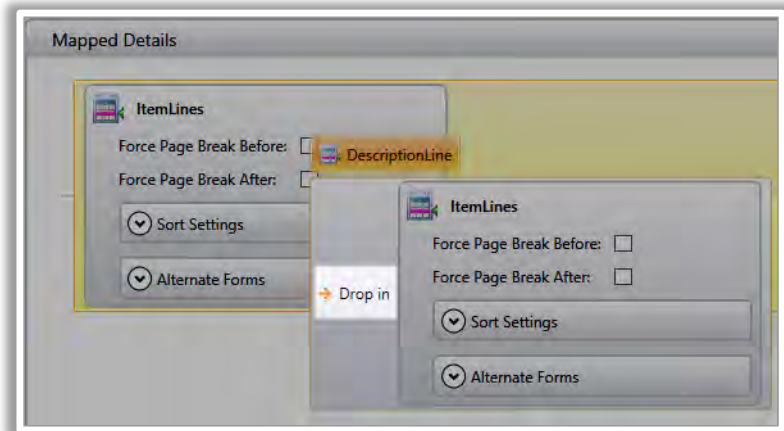 Mapped Details
ItemLines
Force Page Break Before:
DescriptionLine
Force Page Break After:
Sort Settings
Alternate Forms
Drop in
ItemLines
Force Page Break Before:
Force Page Break After:
Sort Settings
Alternate Forms